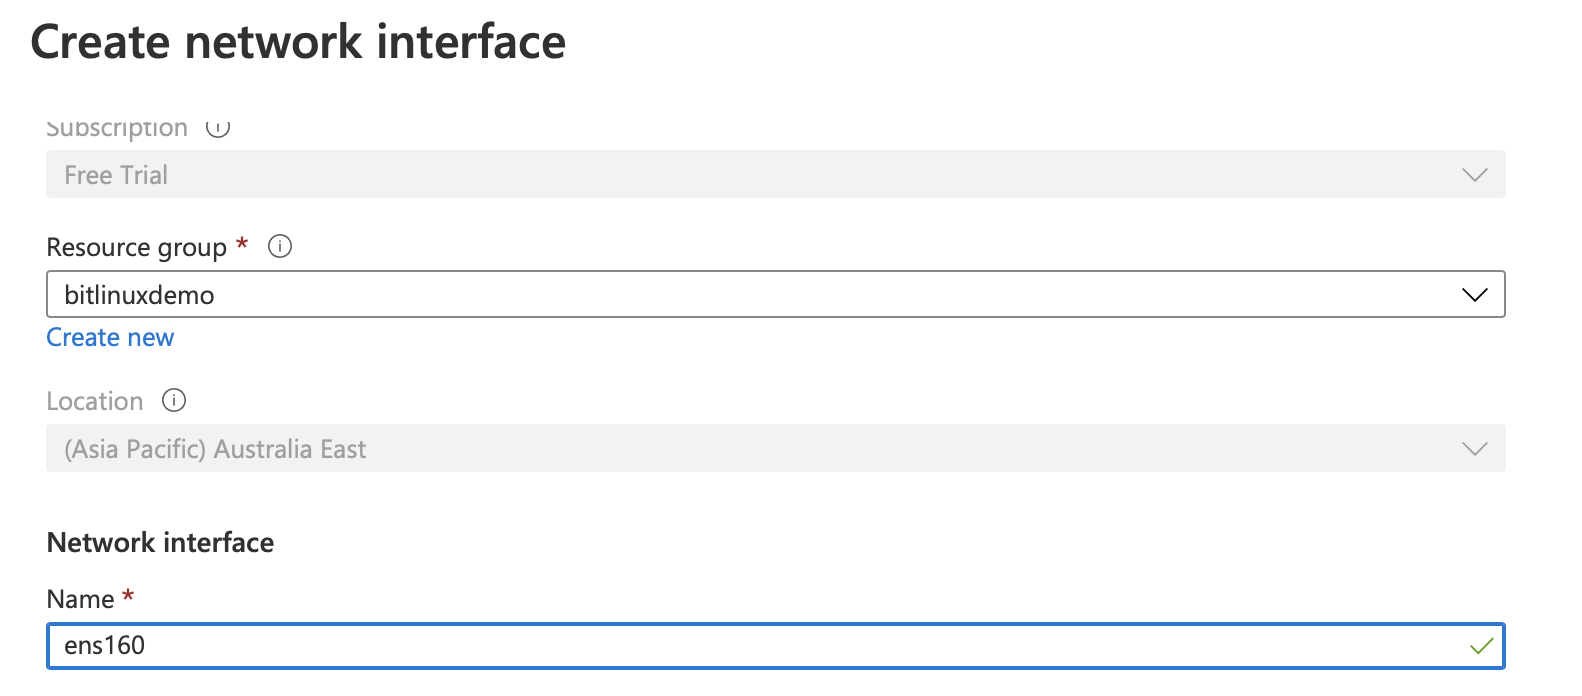 Create network interface
Subscription
Free Trial
Resource group *
bitlinuxdemo
Create new
Location
(Asia Pacific) Australia East
Network interface
Name *
ens160